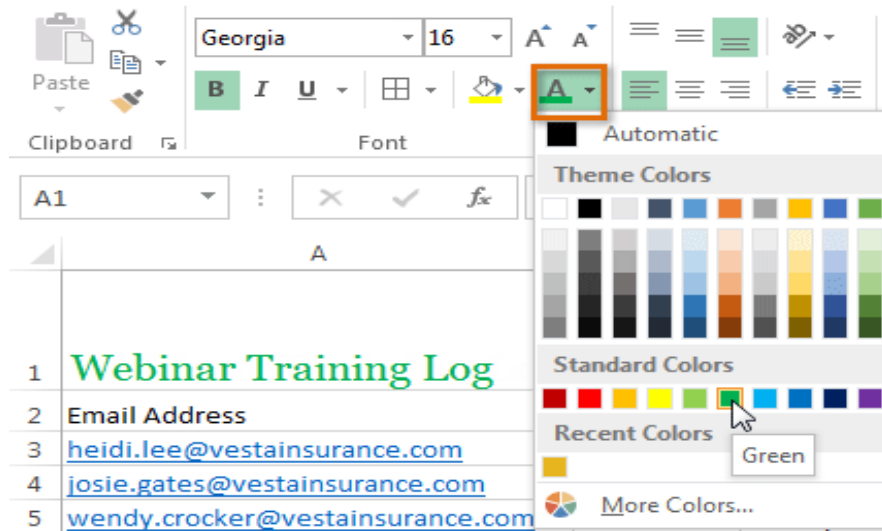 Georgia 16 A A
Paste
B I U A
Clipboard Font
Automatic
Theme Colors
A1 fx
A
1 Webinar Training Log
Standard Colors
2 Email Address
Recent Colors
3 heidi.lee@vestainsurance.com
Green
4 josie.gates@vestainsurance.com
More Colors...
5 wendy.crocker@vestainsurance.com